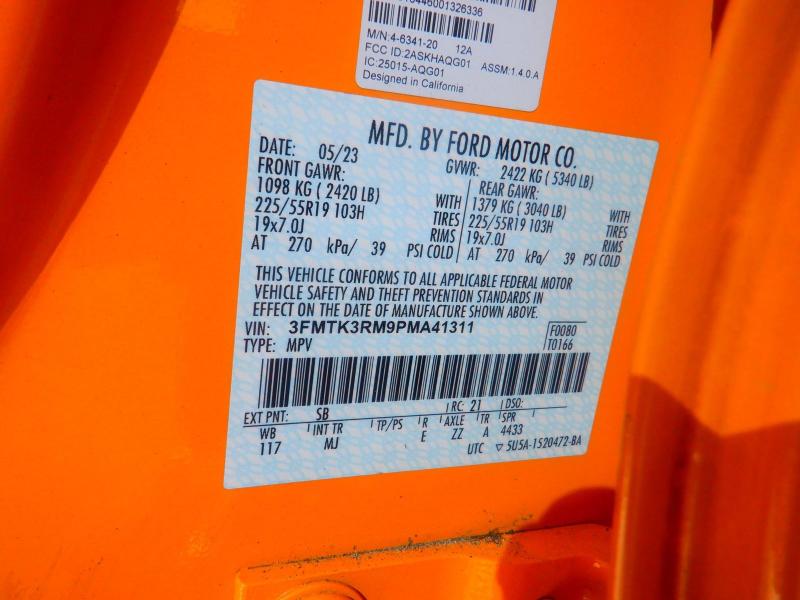 M/N:4-6341-20 12A
FCC ID:2ASKHAQG01 ASSM:1.4.0.A
IC:25015-AQG01
Designed in California
MFD. BY FORD MOTOR CO.
DATE: 05/23 GVWR: 2422 KG ( 5340 LB)
FRONT GAWR: REAR GAWR:
1098 KG ( 2420 LB) WITH 1379 KG ( 3040 LB) WITH
225/55R19 103H TIRES 225/55R19 103H TIRES
19x7.0J RIMS 19x7.0J RIMS
AT 270 kPa/ 39 PSI COLD AT 270 kPa/ 39 PSI COLD
THIS VEHICLE CONFORMS TO ALL APPLICABLE FEDERAL MOTOR
VEHICLE SAFETY AND THEFT PREVENTION STANDARDS IN
EFFECT ON THE DATE OF MANUFACTURE SHOWN ABOVE.
VIN: 3FMTK3RM9PMA41311 F0080
TYPE: MPV T0166
EXT PNT: SB RC: 21 DSO:
WB INT TR TP/PS R AXLE TR SPR
117 MJ E ZZ A 4433
UTC ▽ 5U5A-1520472-BA